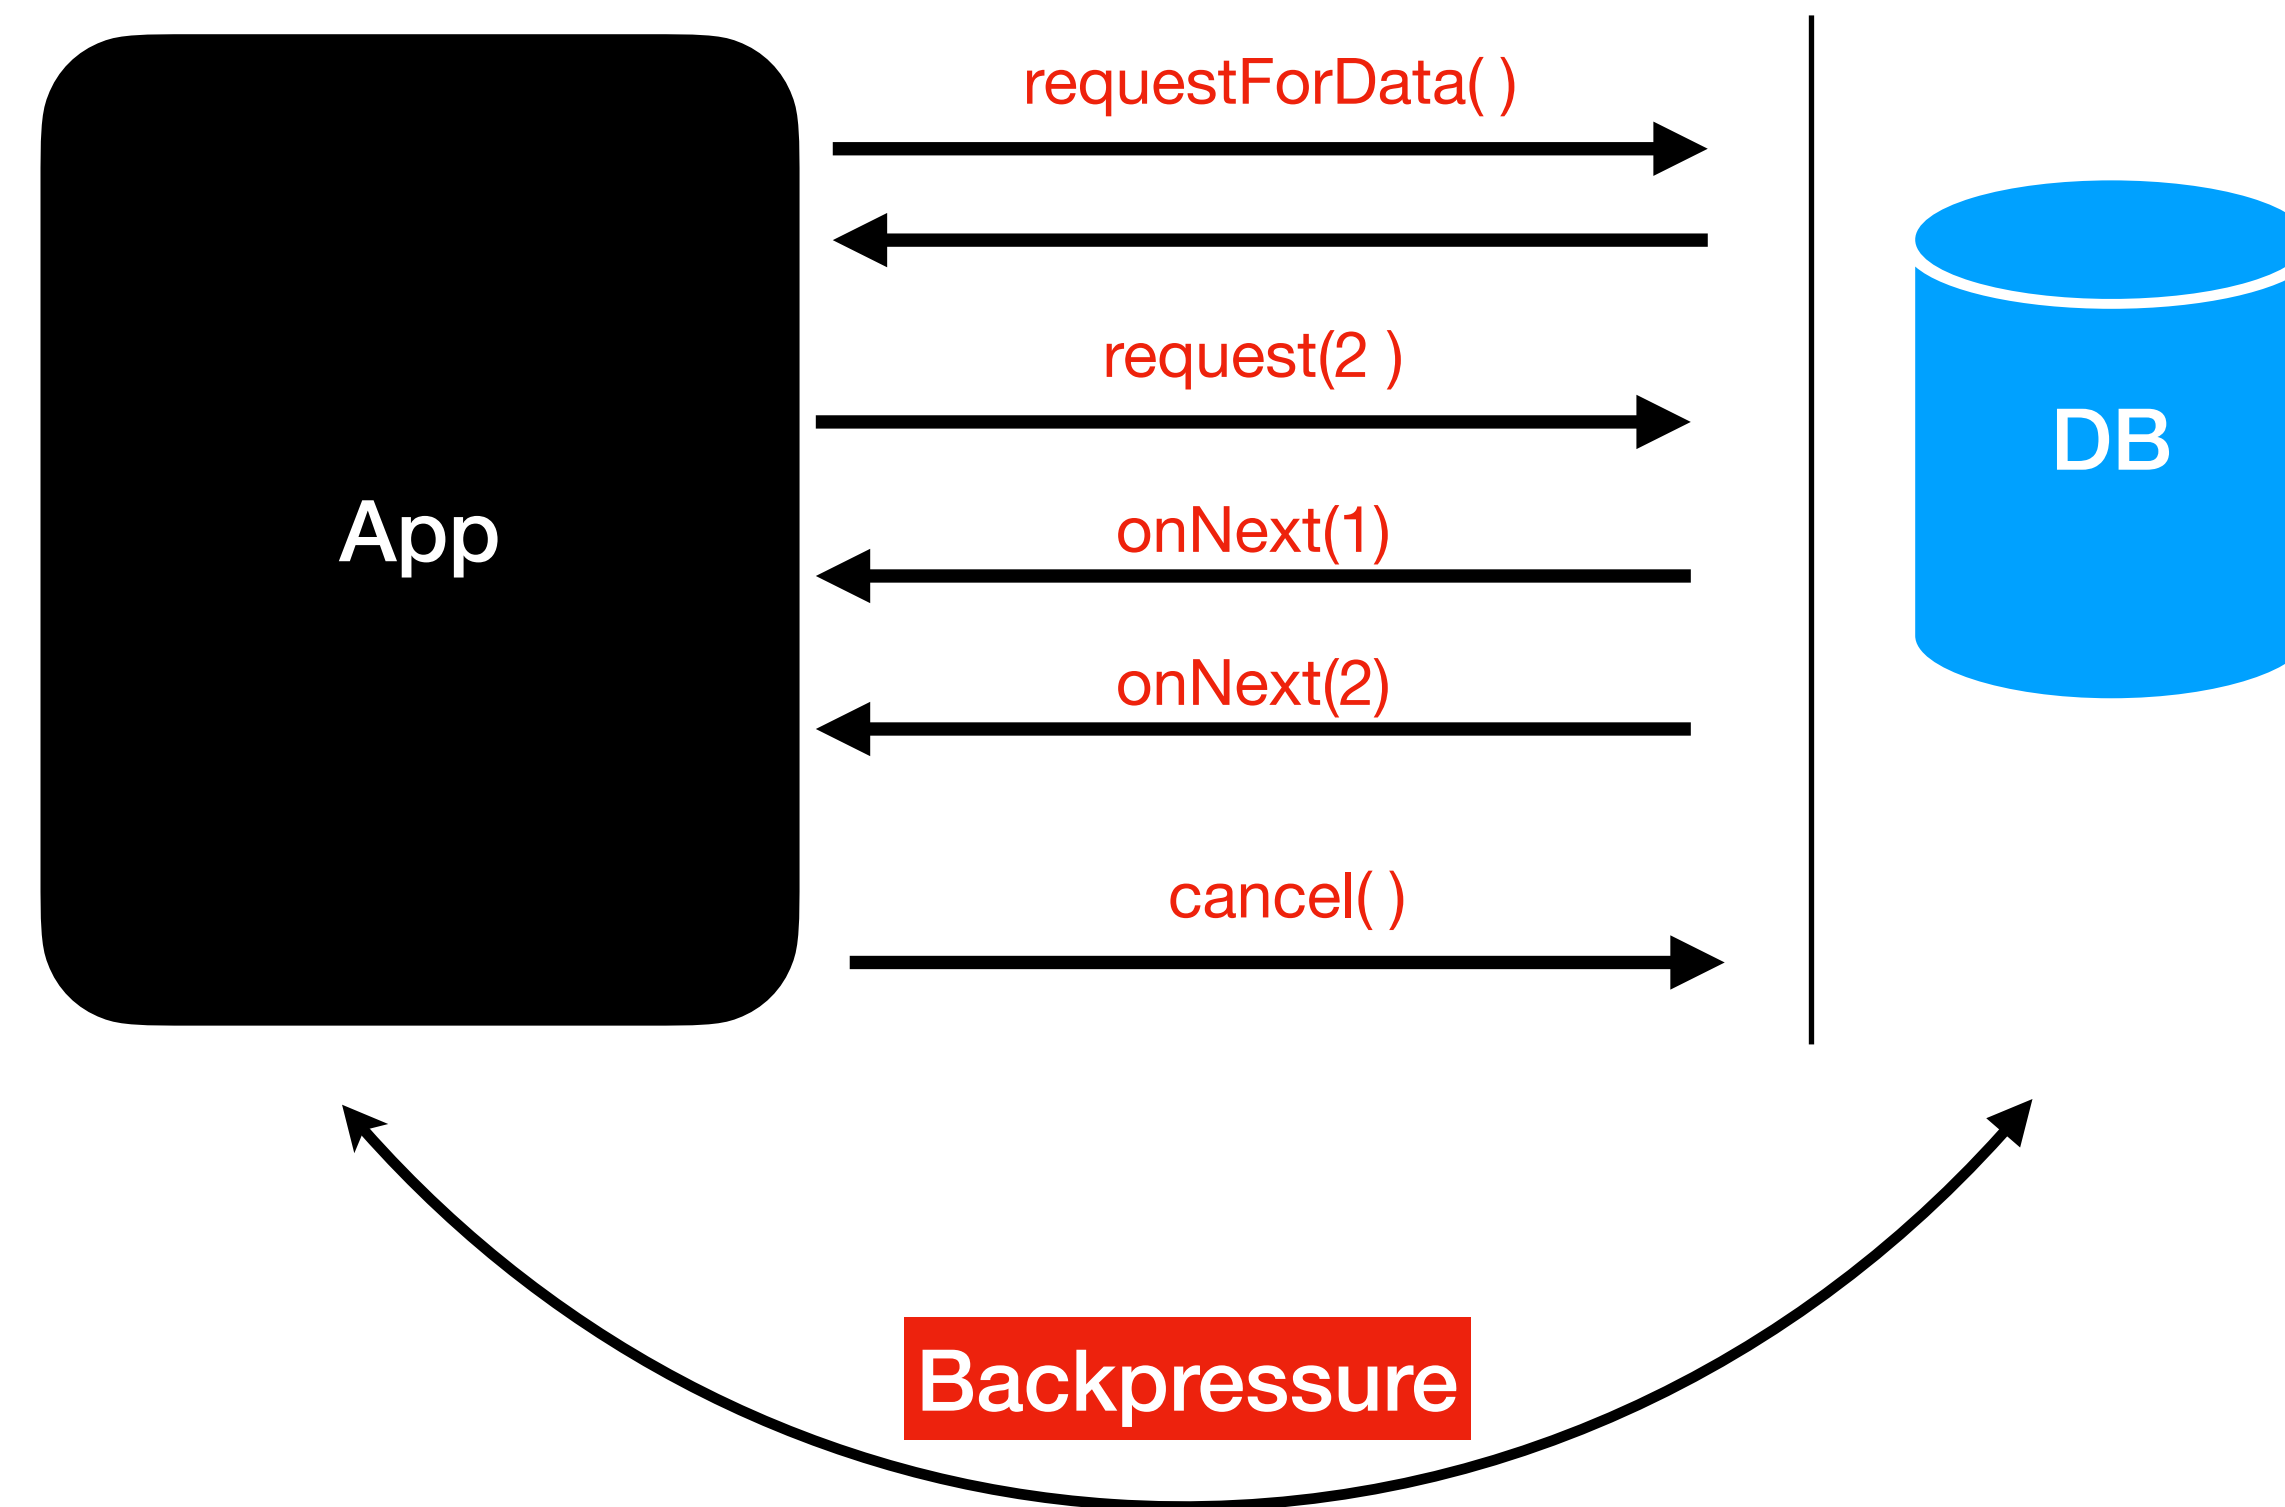 requestForData( )
request(2 )
App
DB
onNext(1)
onNext(2)
cancel( )
Backpressure